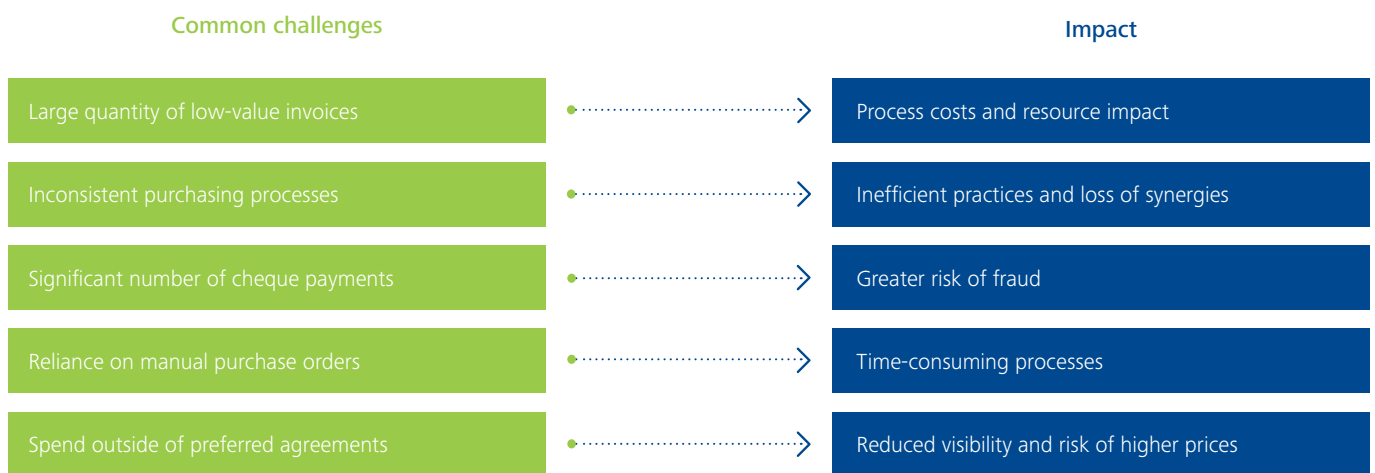 Common challenges
Impact
Large quantity of low-value invoices
Process costs and resource impact
Inconsistent purchasing processes
Inefficient practices and loss of synergies
Significant number of cheque payments
Greater risk of fraud
Reliance on manual purchase orders
Time-consuming processes
Spend outside of preferred agreements
Reduced visibility and risk of higher prices